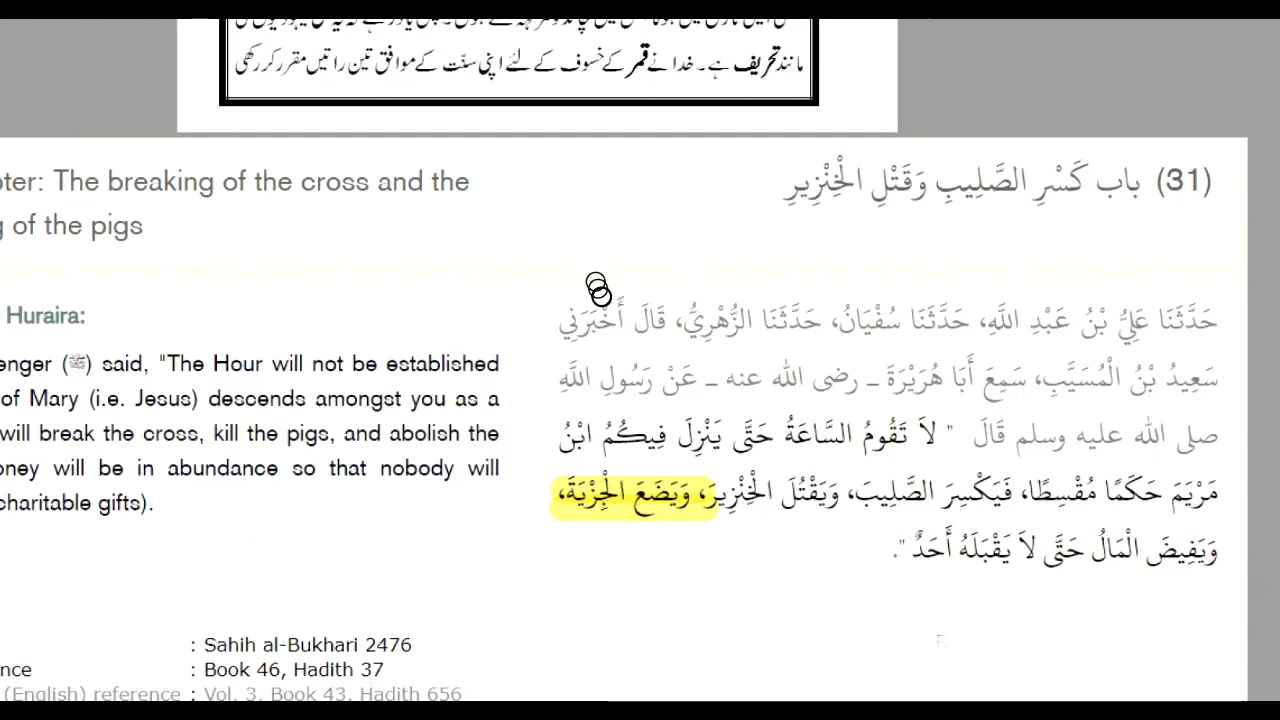 مانند تحریف ہے۔ خدا نے قمر کے خسوف کے لئے اپنی سنّت کے موافق تین راتیں مقرر کر رکھی
pter: The breaking of the cross and the
g of the pigs
(31) باب كَسْرِ الصَّلِيبِ وَقَتْلِ الْخِنْزِيرِ
Huraira:
enger (ﷺ) said, "The Hour will not be established
of Mary (i.e. Jesus) descends amongst you as a
will break the cross, kill the pigs, and abolish the
oney will be in abundance so that nobody will
charitable gifts).
حَدَّثَنَا عَلِيُّ بْنُ عَبْدِ اللَّهِ، حَدَّثَنَا سُفْيَانُ، حَدَّثَنَا الزُّهْرِيُّ، قَالَ أَخْبَرَنِي
سَعِيدُ بْنُ الْمُسَيَّبِ، سَمِعَ أَبَا هُرَيْرَةَ ـ رضى الله عنه ـ عَنْ رَسُولِ اللَّهِ
صلى الله عليه وسلم قَالَ ‏"‏ لاَ تَقُومُ السَّاعَةُ حَتَّى يَنْزِلَ فِيكُمُ ابْنُ
مَرْيَمَ حَكَمًا مُقْسِطًا، فَيَكْسِرَ الصَّلِيبَ، وَيَقْتُلَ الْخِنْزِيرَ، وَيَضَعَ الْجِزْيَةَ،
وَيَفِيضَ الْمَالُ حَتَّى لاَ يَقْبَلَهُ أَحَدٌ ‏"‏‏.‏
: Sahih al-Bukhari 2476
nce : Book 46, Hadith 37
(English) reference : Vol. 3, Book 43, Hadith 656